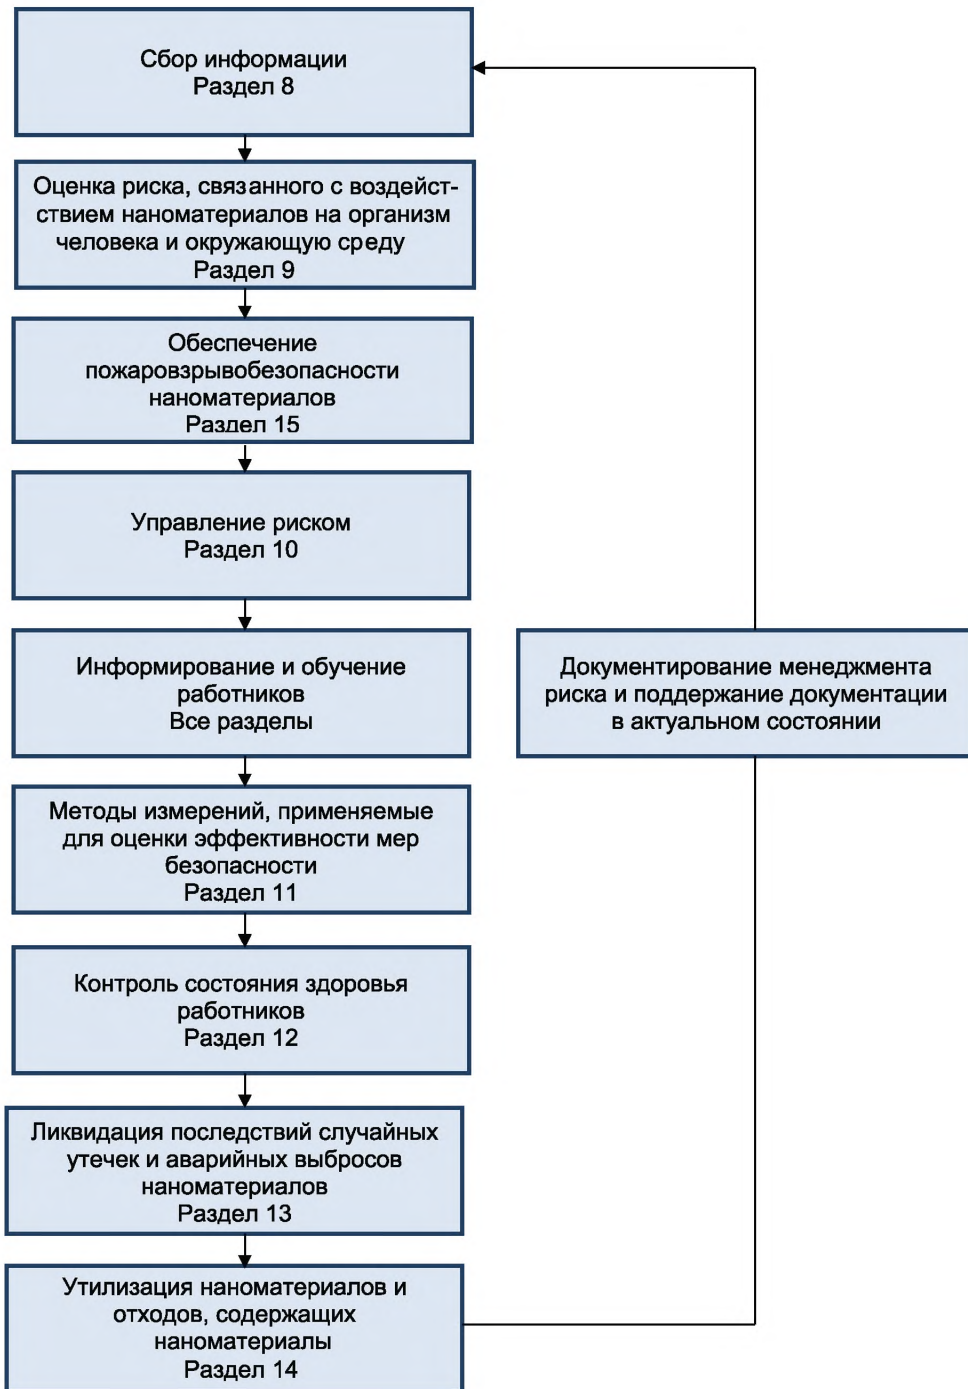 Сбор информации
Раздел 8
Оценка риска, связанного с воздейст-
ствием наноматериалов на организм
человека и окружающую среду
Раздел 9
Обеспечение
пожаровзрывобезопасности
наноматериалов
Раздел 15
Управление риском
Раздел 10
Информирование и обучение
работников
Все разделы
Документирование менеджмента
риска и поддержание документации
в актуальном состоянии
Методы измерений, применяемые
для оценки эффективности мер
безопасности
Раздел 11
Контроль состояния здоровья
работников
Раздел 12
Ликвидация последствий случайных
утечек и аварийных выбросов
наноматериалов
Раздел 13
Утилизация наноматериалов и
отходов, содержащих
наноматериалы
Раздел 14